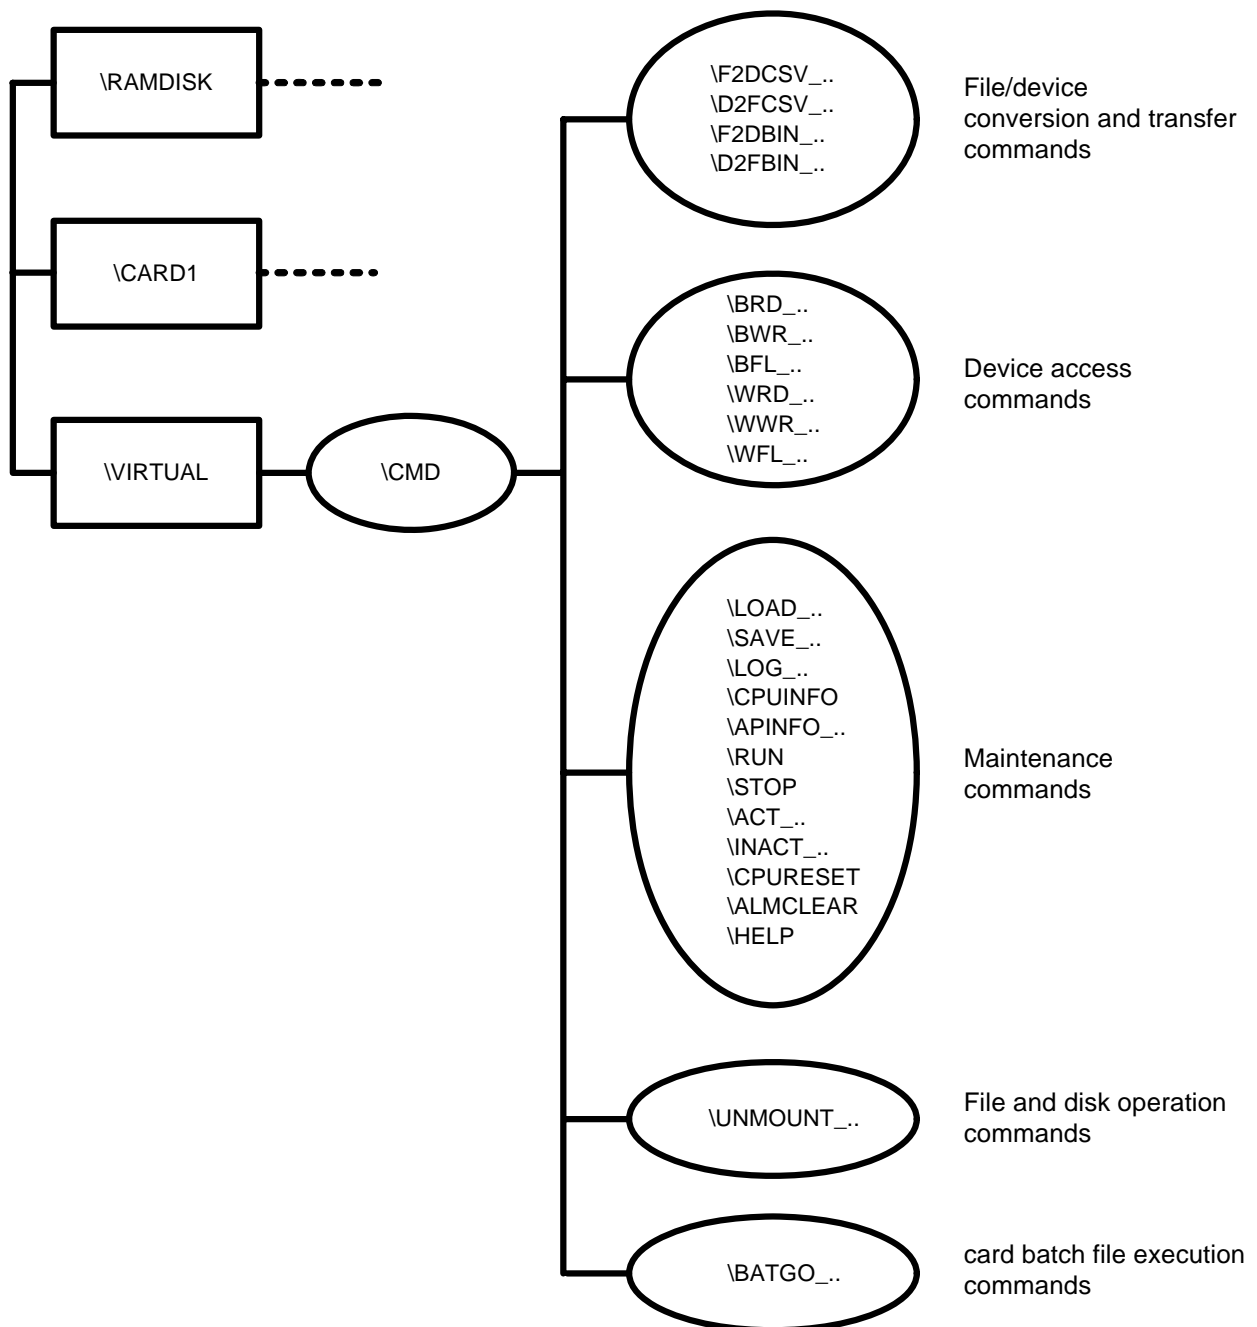 \RAMDISK
\CARD1
\VIRTUAL
\CMD
\F2DCSV_..
\D2FCSV_..
\F2DBIN_..
\D2FBIN_..
File/device
conversion and transfer
commands
\BRD_..
\BWR_..
\BFL_..
\WRD_..
\WWR_..
\WFL_..
Device access
commands
\LOAD_..
\SAVE_..
\LOG_..
\CPUINFO
\APINFO_..
\RUN
\STOP
\ACT_..
\INACT_..
\CPURESET
\ALMCLEAR
\HELP
Maintenance
commands
\UNMOUNT_..
File and disk operation
commands
\BATGO_..
card batch file execution
commands